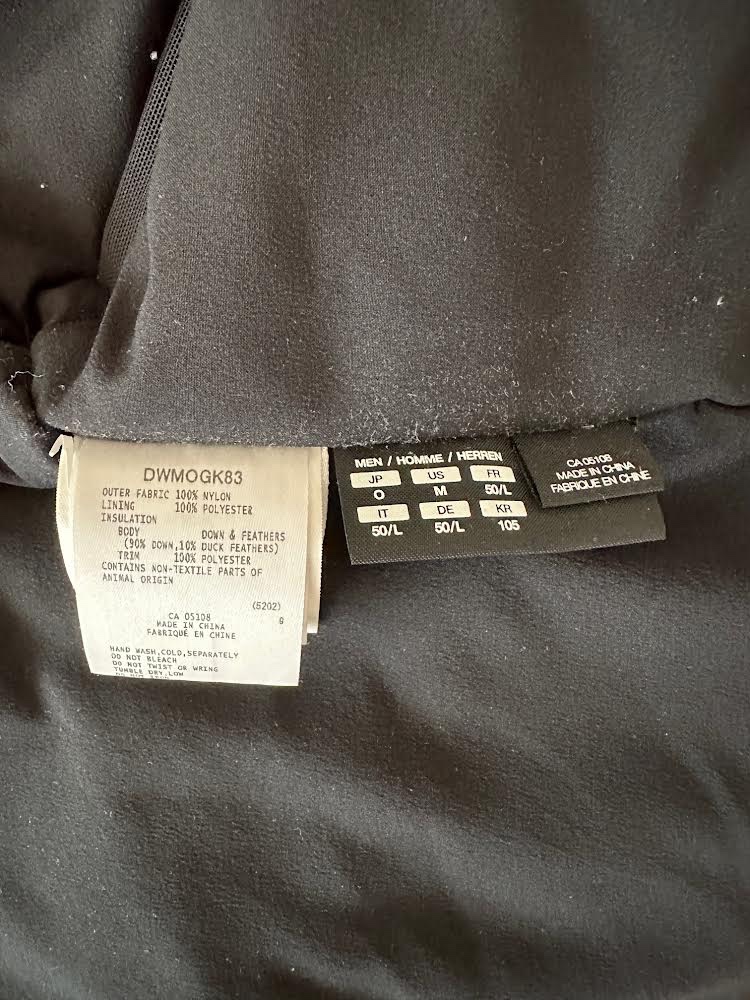 DWMOGK83
OUTER FABRIC 100% NYLON
LINING 100% POLYESTER
INSULATION
BODY DOWN & FEATHERS
(90% DOWN,10% DUCK FEATHERS)
TRIM 100% POLYESTER
CONTAINS NON-TEXTILE PARTS OF
ANIMAL ORIGIN
(5202)
CA 05108 9
MADE IN CHINA
FABRIQUÉ EN CHINE
HAND WASH,COLD,SEPARATELY
DO NOT BLEACH
DO NOT TWIST OR WRING
TUMBLE DRY,LOW
MEN / HOMME / HERREN
JP US FR
O M 50/L
IT DE KR
50/L 50/L 105
CA 05108
MADE IN CHINA
FABRIQUE EN CHINE